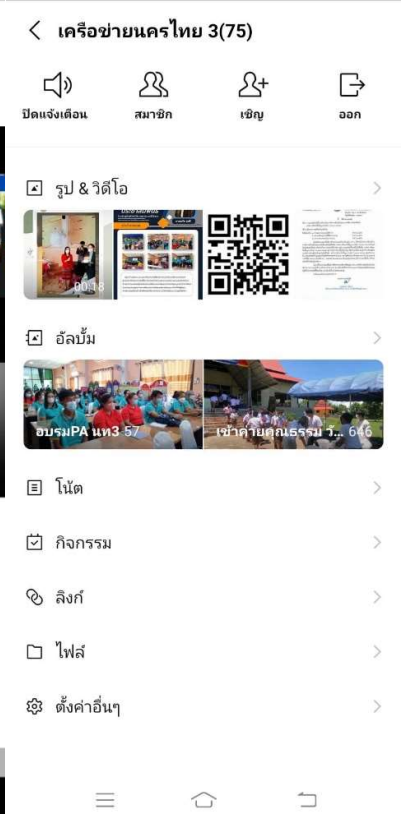 เครือข่ายนครไทย 3(75)
ปิดแจ้งเตือน
สมาชิก
เชิญ
ออก
รูป & วิดีโอ
00:18
อัลบั้ม
อบรมPA นท3 57
เข้าค่ายคุณธรรม วั... 646
โน้ต
กิจกรรม
ลิงก์
ไฟล์
ตั้งค่าอื่นๆ